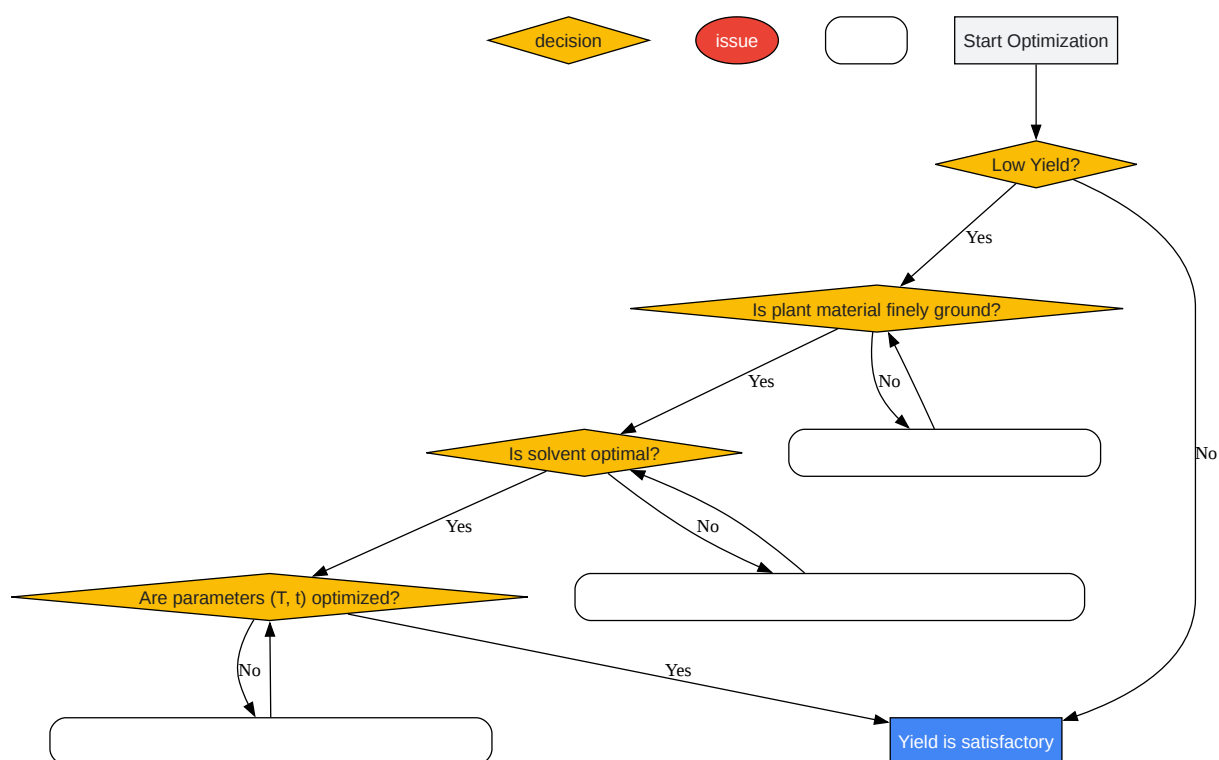 decision
issue
Start Optimization
Low Yield?
Yes
Is plant material finely ground?
Yes
No
No
Is solvent optimal?
Yes
No
Are parameters (T, t) optimized?
No
Yes
Yield is satisfactory